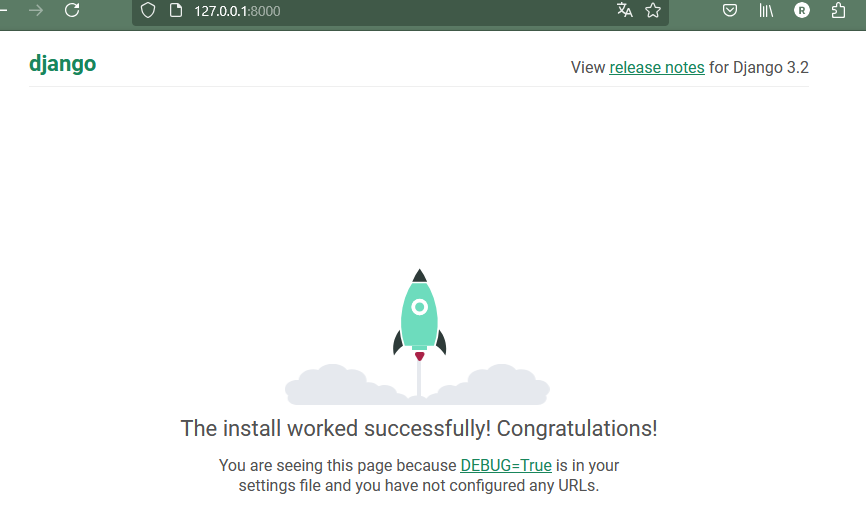 127.0.0.1:8000
R
django
View release notes for Django 3.2
The install worked successfully! Congratulations!
You are seeing this page because DEBUG=True is in your
settings file and you have not configured any URLs.